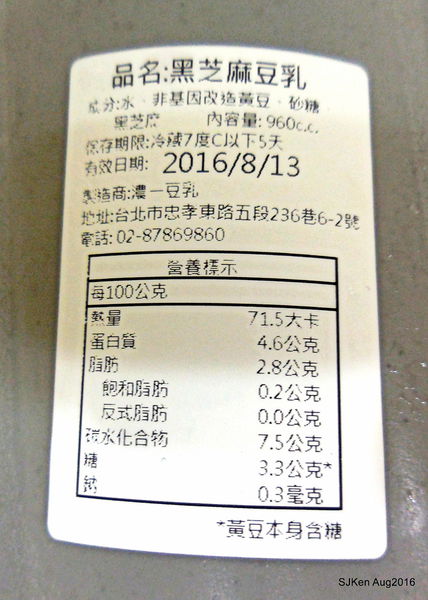 品名:黑芝麻豆乳
成分:水、非基因改造黃豆、砂糖
黑芝麻 內容量: 960c.c.
保存期限:冷藏7度C以下5天
有效日期: 2016/8/13
製造商:濃一豆乳
地址:台北市忠孝東路五段236巷6-2號
電話: 02-87869860
營養標示
每100公克
熱量 71.5大卡
蛋白質 4.6公克
脂肪 2.8公克
飽和脂肪 0.2公克
反式脂肪 0.0公克
碳水化合物 7.5公克
糖 3.3公克*
鈉 0.3毫克
*黃豆本身含糖
SJKen Aug2016